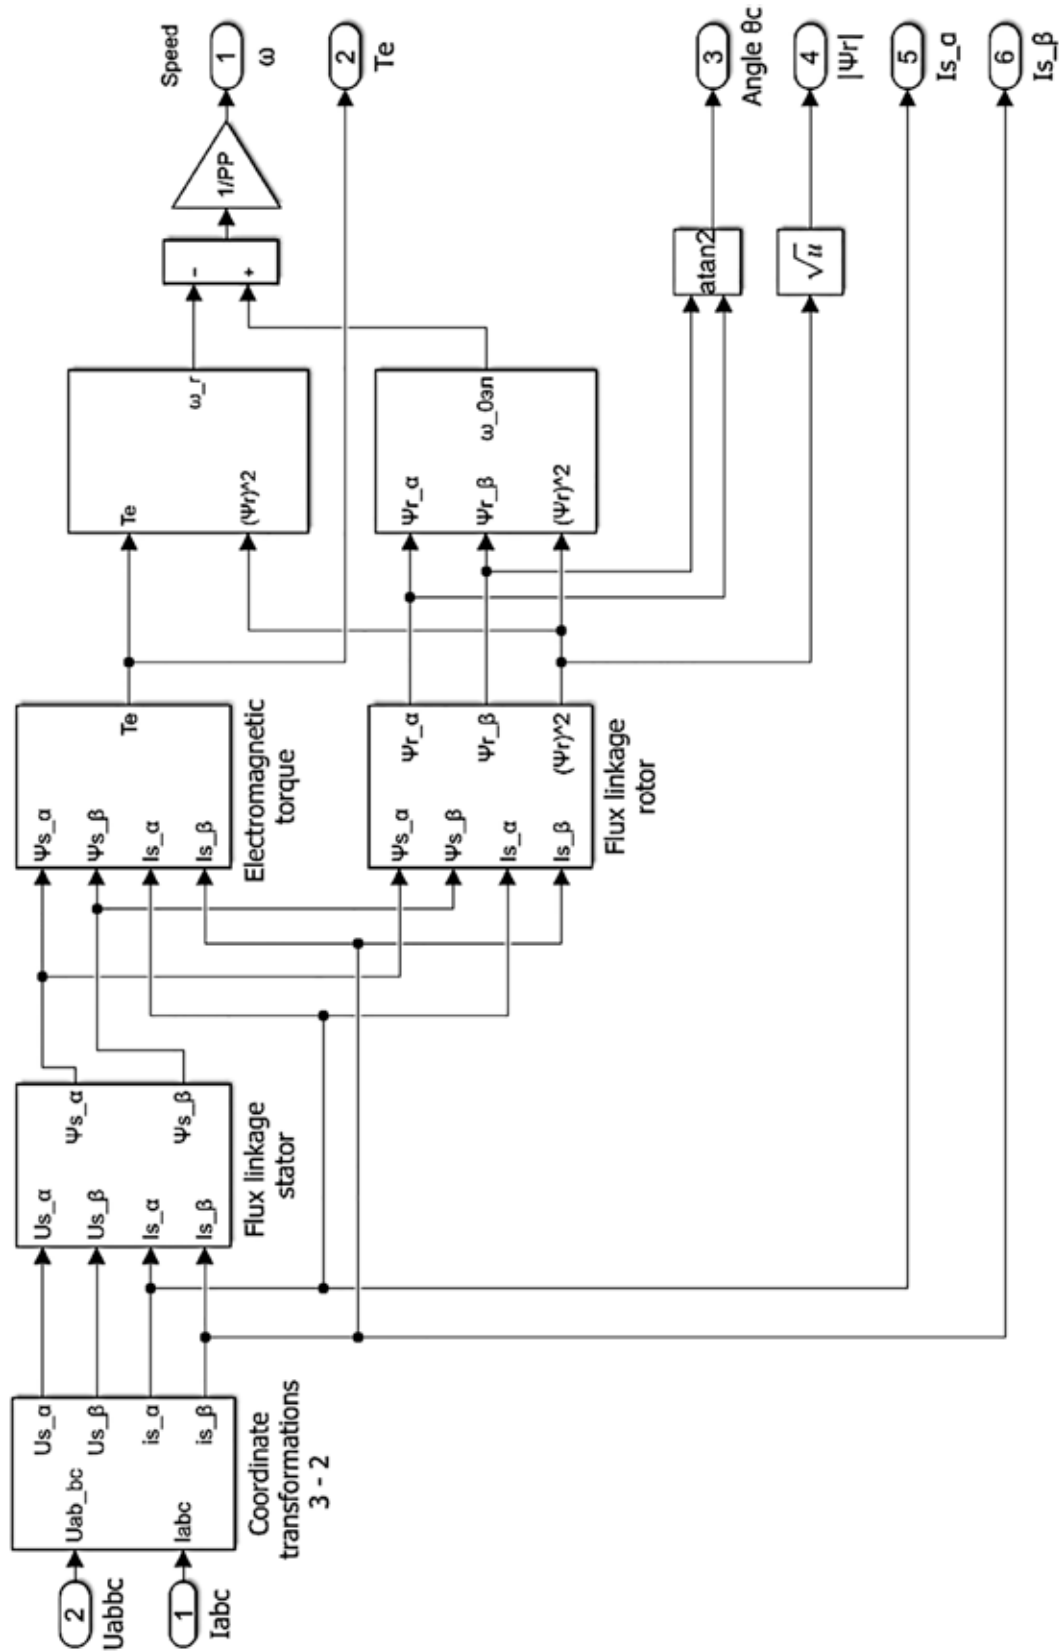 2
Uabbc
1
Iabc
Uab_bc
Iabc
Us_α
Us_β
is_α
is_β
Coordinate
transformations
3 - 2
Us_α
Us_β
Is_α
Is_β
Ψs_α
Ψs_β
Flux linkage
stator
Ψs_α
Ψs_β
Is_α
Is_β
Te
Electromagnetic
torque
Ψs_α
Ψs_β
Is_α
Is_β
Ψr_α
Ψr_β
(Ψr)^2
Flux linkage
rotor
Te
(Ψr)^2
ω_r
Ψr_α
Ψr_β
(Ψr)^2
ω_0эл
-
+
1/PP
atan2
√u
Speed
1
ω
2
Te
3
Angle θc
4
|Ψr|
5
Is_α
6
Is_β